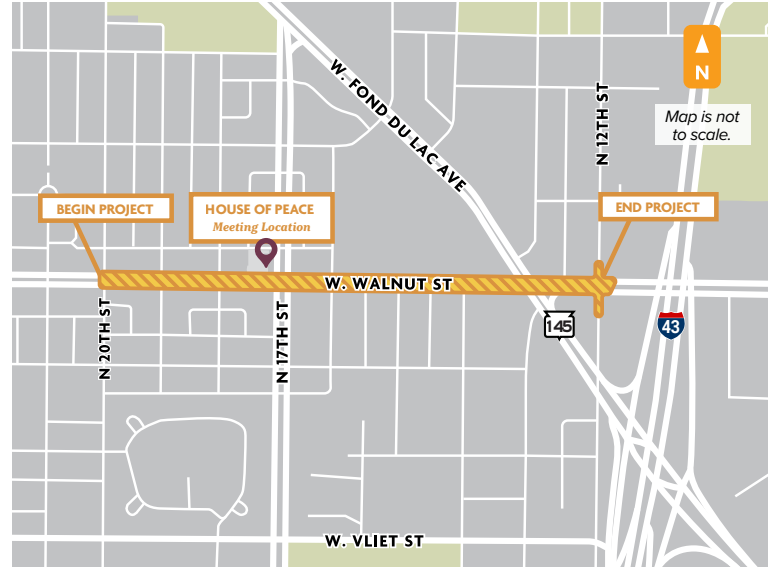 W. FOND DU LAC AVE
N 12TH ST
N
Map is not
to scale.
BEGIN PROJECT
HOUSE OF PEACE
Meeting Location
END PROJECT
W. WALNUT ST
N 20TH ST
N 17TH ST
145
43
W. VLIET ST